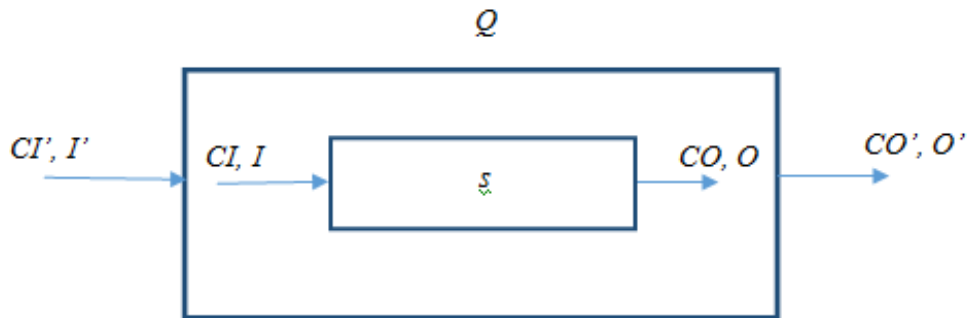 Q
CI', I'
CI, I
s
CO, O
CO', O'